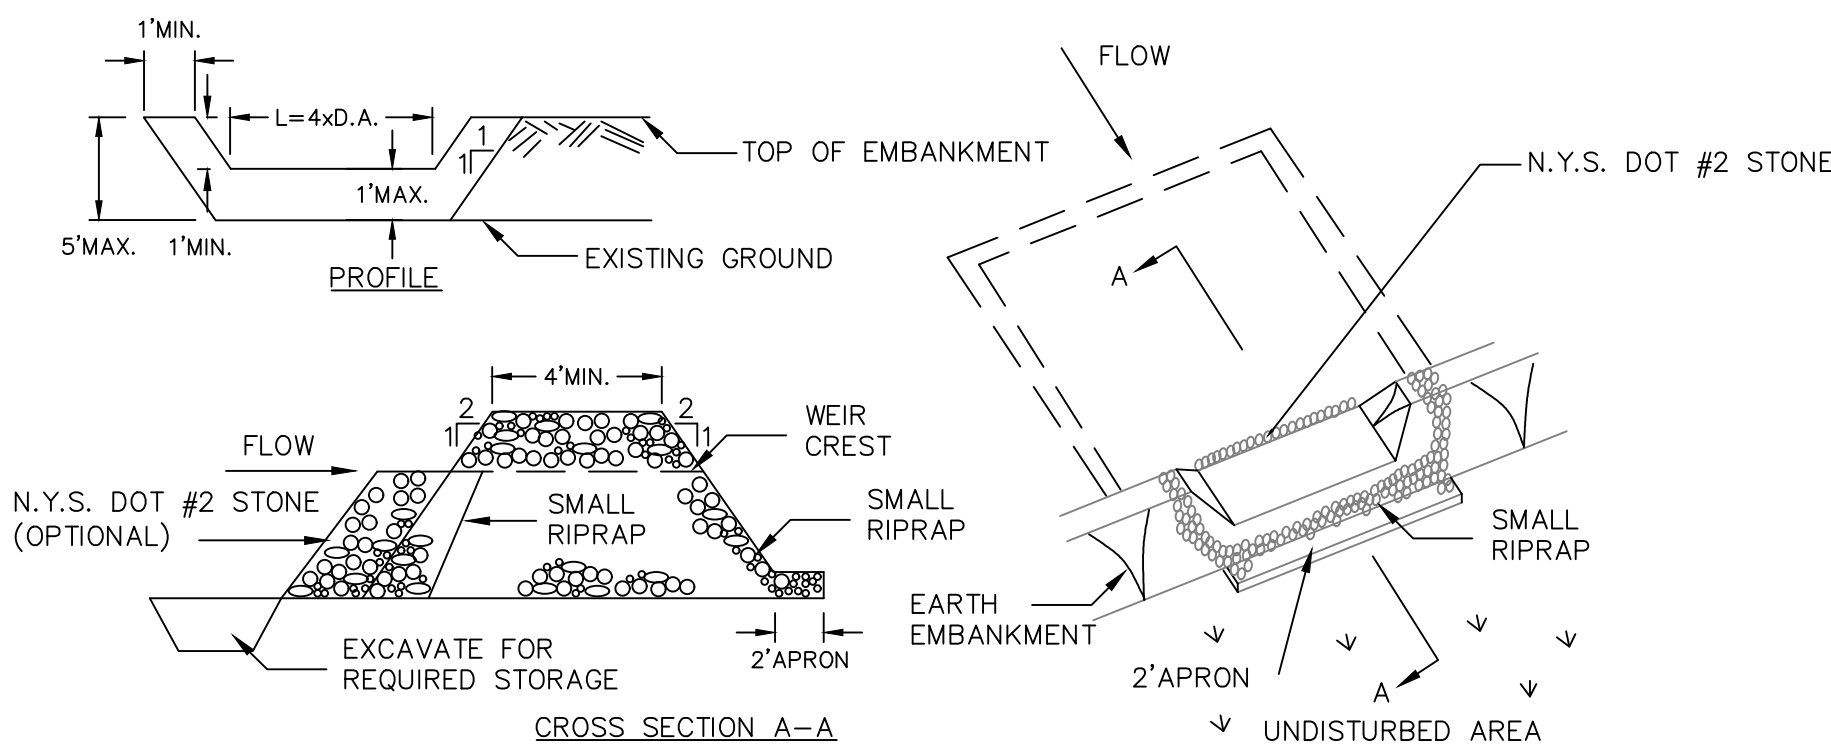 1'MIN.
L=4xD.A.
1
1
TOP OF EMBANKMENT
1'MAX.
5'MAX.
1'MIN.
EXISTING GROUND
PROFILE
4'MIN.
2
1
2
1
WEIR
CREST
FLOW
N.Y.S. DOT #2 STONE
(OPTIONAL)
SMALL
RIPRAP
SMALL
RIPRAP
EXCAVATE FOR
REQUIRED STORAGE
2'APRON
CROSS SECTION A-A
FLOW
N.Y.S. DOT #2 STONE
A
SMALL
RIPRAP
EARTH
EMBANKMENT
2'APRON
A
UNDISTURBED AREA